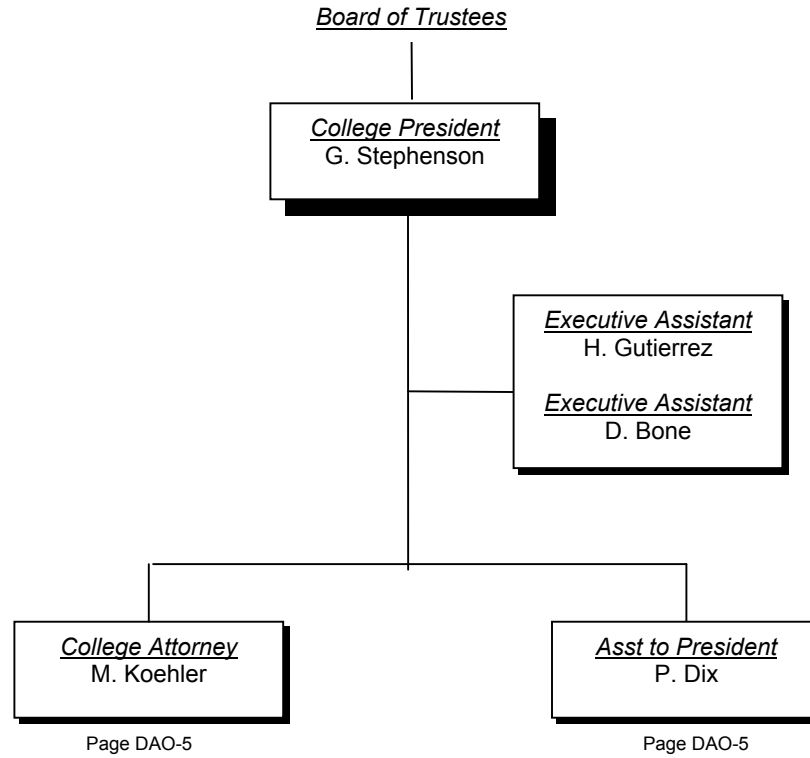 Board of Trustees
College President
G. Stephenson
Executive Assistant
H. Gutierrez
Executive Assistant
D. Bone
College Attorney
M. Koehler
Page DAO-5
Asst to President
P. Dix
Page DAO-5